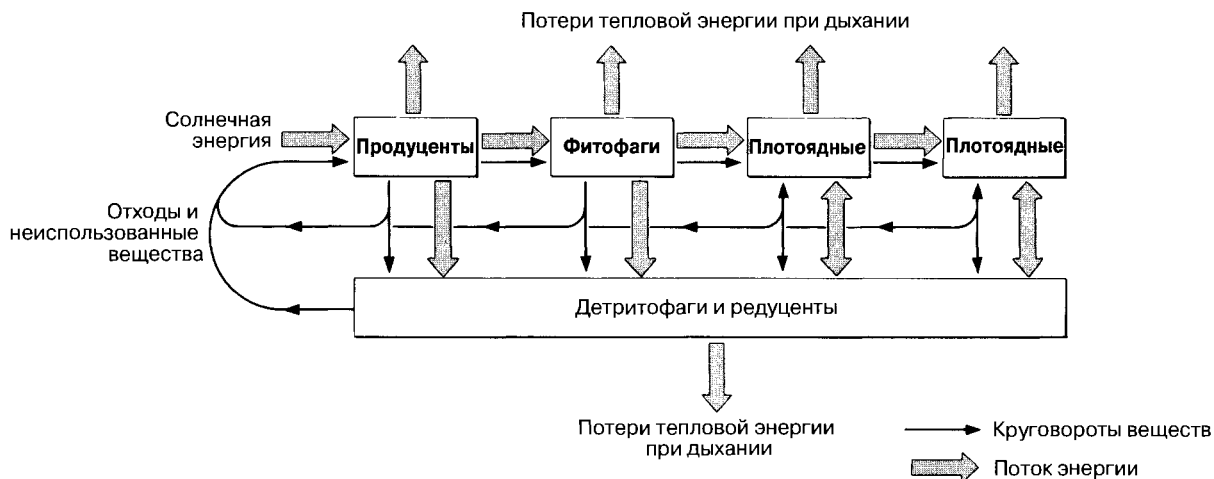 Потери тепловой энергии при дыхании
Солнечная
энергия
Продуценты
Фитофаги
Плотоядные
Плотоядные
Отходы и
неиспользованные
вещества
Детритофаги и редуценты
Потери тепловой энергии
при дыхании
Круговороты веществ
Поток энергии